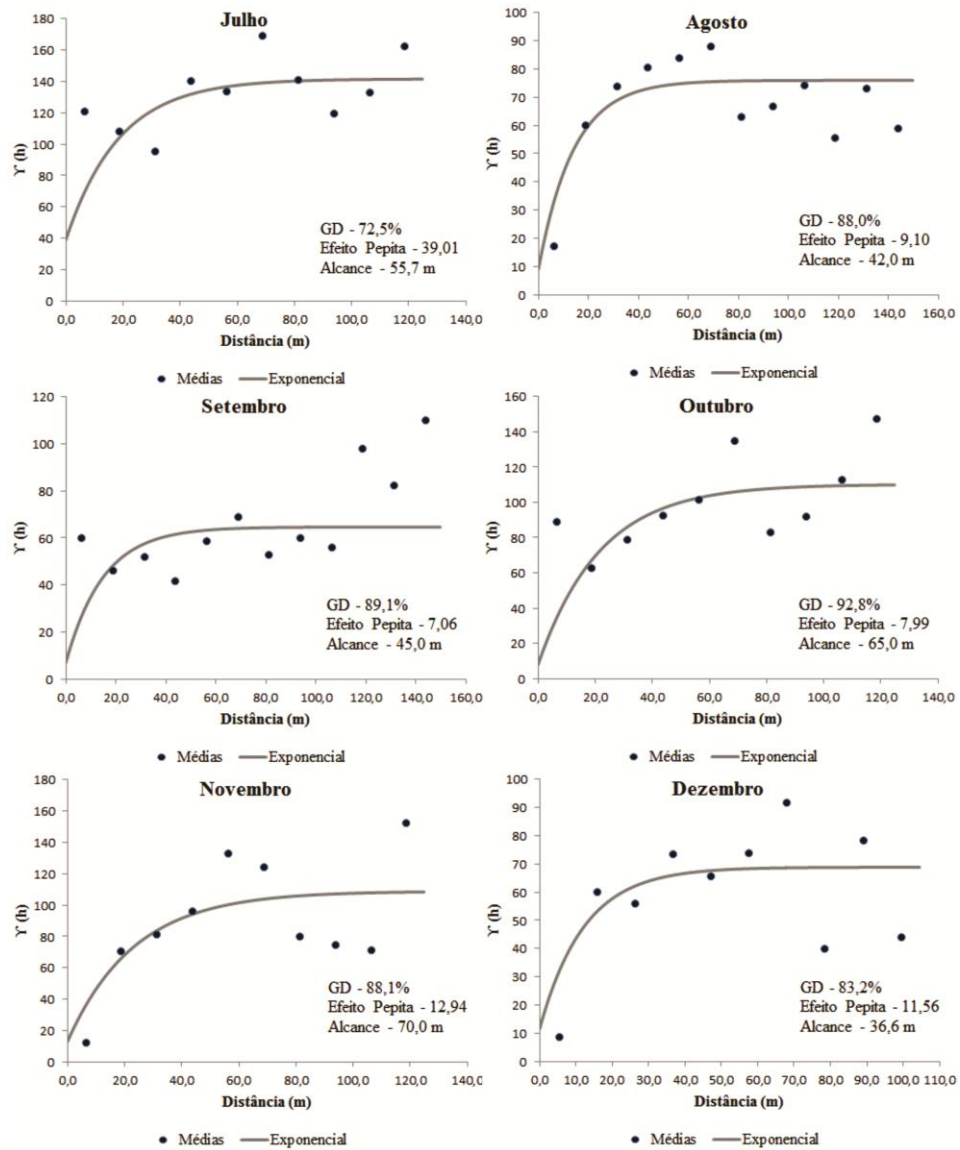 Julho
ϒ (h)
180
160
140
120
100
80
60
40
20
0
GD - 72,5%
Efeito Pepita - 39,01
Alcance - 55,7 m
0,0 20,0 40,0 60,0 80,0 100,0 120,0 140,0
Distância (m)
Médias Exponencial
Agosto
ϒ (h)
100
90
80
70
60
50
40
30
20
10
0
GD - 88,0%
Efeito Pepita - 9,10
Alcance - 42,0 m
0,0 20,0 40,0 60,0 80,0 100,0 120,0 140,0 160,0
Distância (m)
Médias Exponencial
Setembro
ϒ (h)
120
100
80
60
40
20
0
GD - 89,1%
Efeito Pepita - 7,06
Alcance - 45,0 m
0,0 20,0 40,0 60,0 80,0 100,0 120,0 140,0 160,0
Distância (m)
Médias Exponencial
Outubro
ϒ (h)
160
140
120
100
80
60
40
20
0
GD - 92,8%
Efeito Pepita - 7,99
Alcance - 65,0 m
0,0 20,0 40,0 60,0 80,0 100,0 120,0 140,0
Distância (m)
Médias Exponencial
Novembro
ϒ (h)
180
160
140
120
100
80
60
40
20
0
GD - 88,1%
Efeito Pepita - 12,94
Alcance - 70,0 m
0,0 20,0 40,0 60,0 80,0 100,0 120,0 140,0
Distância (m)
Médias Exponencial
Dezembro
ϒ (h)
100
90
80
70
60
50
40
30
20
10
0
GD - 83,2%
Efeito Pepita - 11,56
Alcance - 36,6 m
0,0 10,0 20,0 30,0 40,0 50,0 60,0 70,0 80,0 90,0 100,0 110,0
Distância (m)
Médias Exponencial